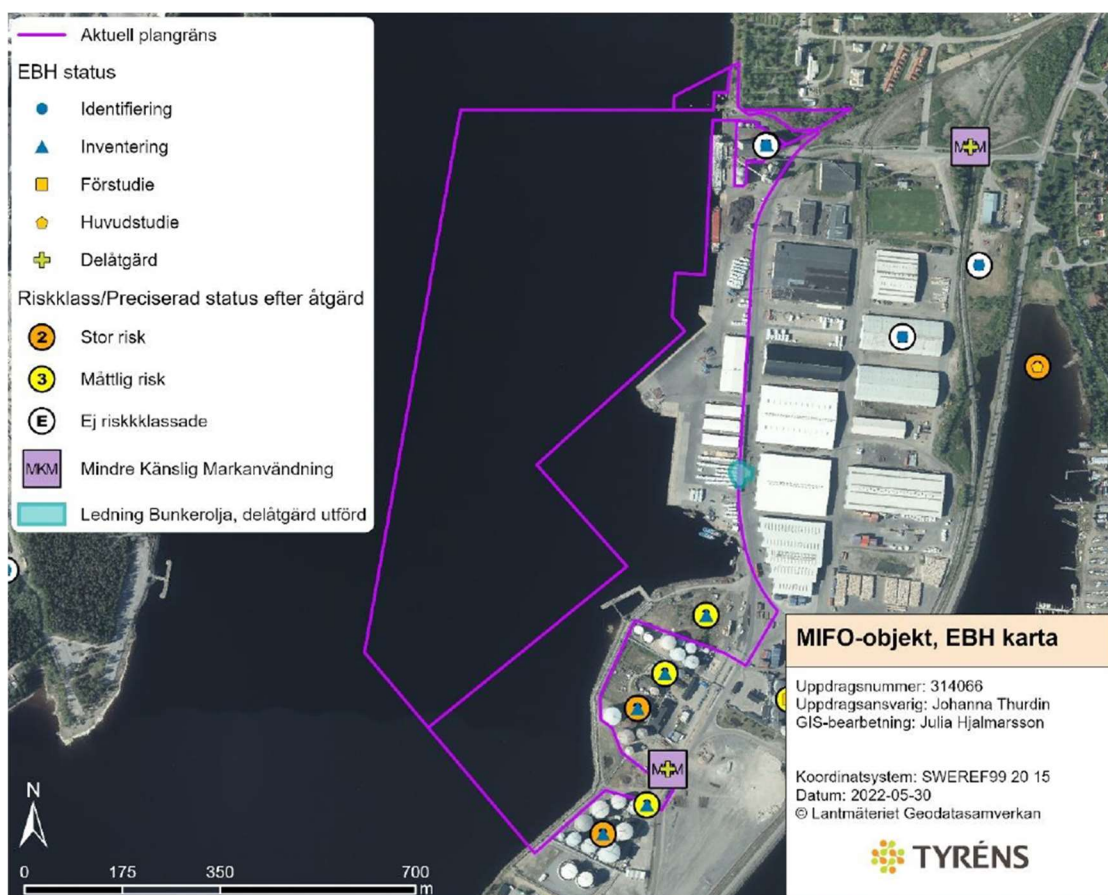 Aktuell plangräns
EBH status
Identifiering
Inventering
Förstudie
Huvudstudie
Delåtgärd
Riskklass/Preciserad status efter åtgärd
2 Stor risk
3 Måttlig risk
E Ej riskkklassade
MKM Mindre Känslig Markanvändning
Ledning Bunkerolja, delåtgärd utförd
MIFO-objekt, EBH karta
Uppdragsnummer: 314066
Uppdragsansvarig: Johanna Thurdin
GIS-bearbetning: Julia Hjalmarsson
Koordinatsystem: SWEREF99 20 15
Datum: 2022-05-30
© Lantmäteriet Geodatasamverkan
TYRÉNS
N
0 175 350 700
m